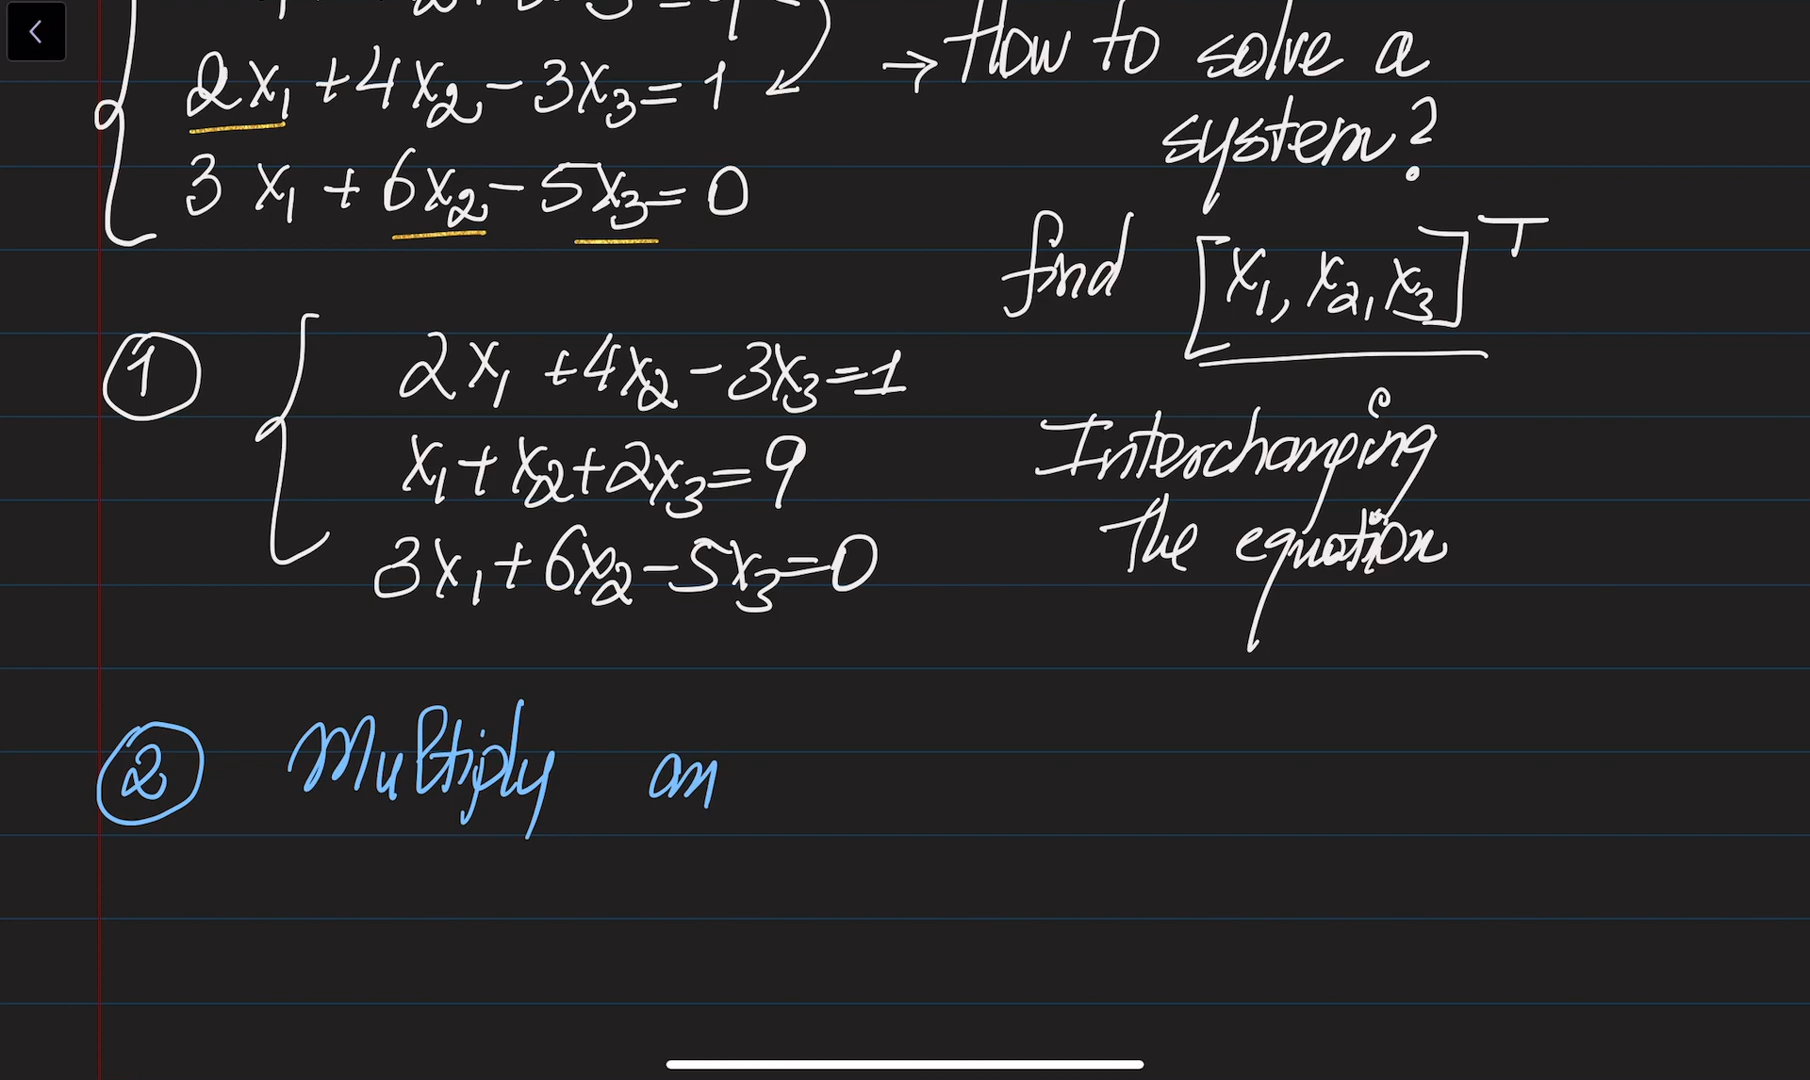 2x₁ + 4x₂ - 3x₃ = 1
→ How to solve a
system?
3x₁ + 6x₂ - 5x₃ = 0
find [x₁, x₂, x₃]ᵀ
① 2x₁ + 4x₂ - 3x₃ = 1
x₁ + x₂ + 2x₃ = 9
3x₁ + 6x₂ - 5x₃ = 0
Interchanging
the equation
② Multiply an